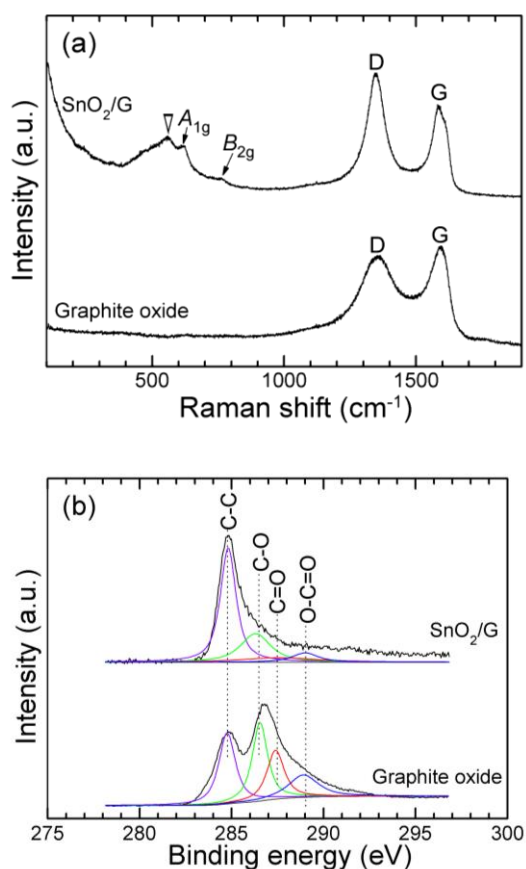 (a)
SnO₂/G
A₁g
B₂g
D
G
D
G
Graphite oxide
Intensity (a.u.)
500
1000
1500
Raman shift (cm⁻¹)
(b)
C-C
C-O
C=O
O-C=O
SnO₂/G
Graphite oxide
Intensity (a.u.)
275
280
285
290
295
300
Binding energy (eV)